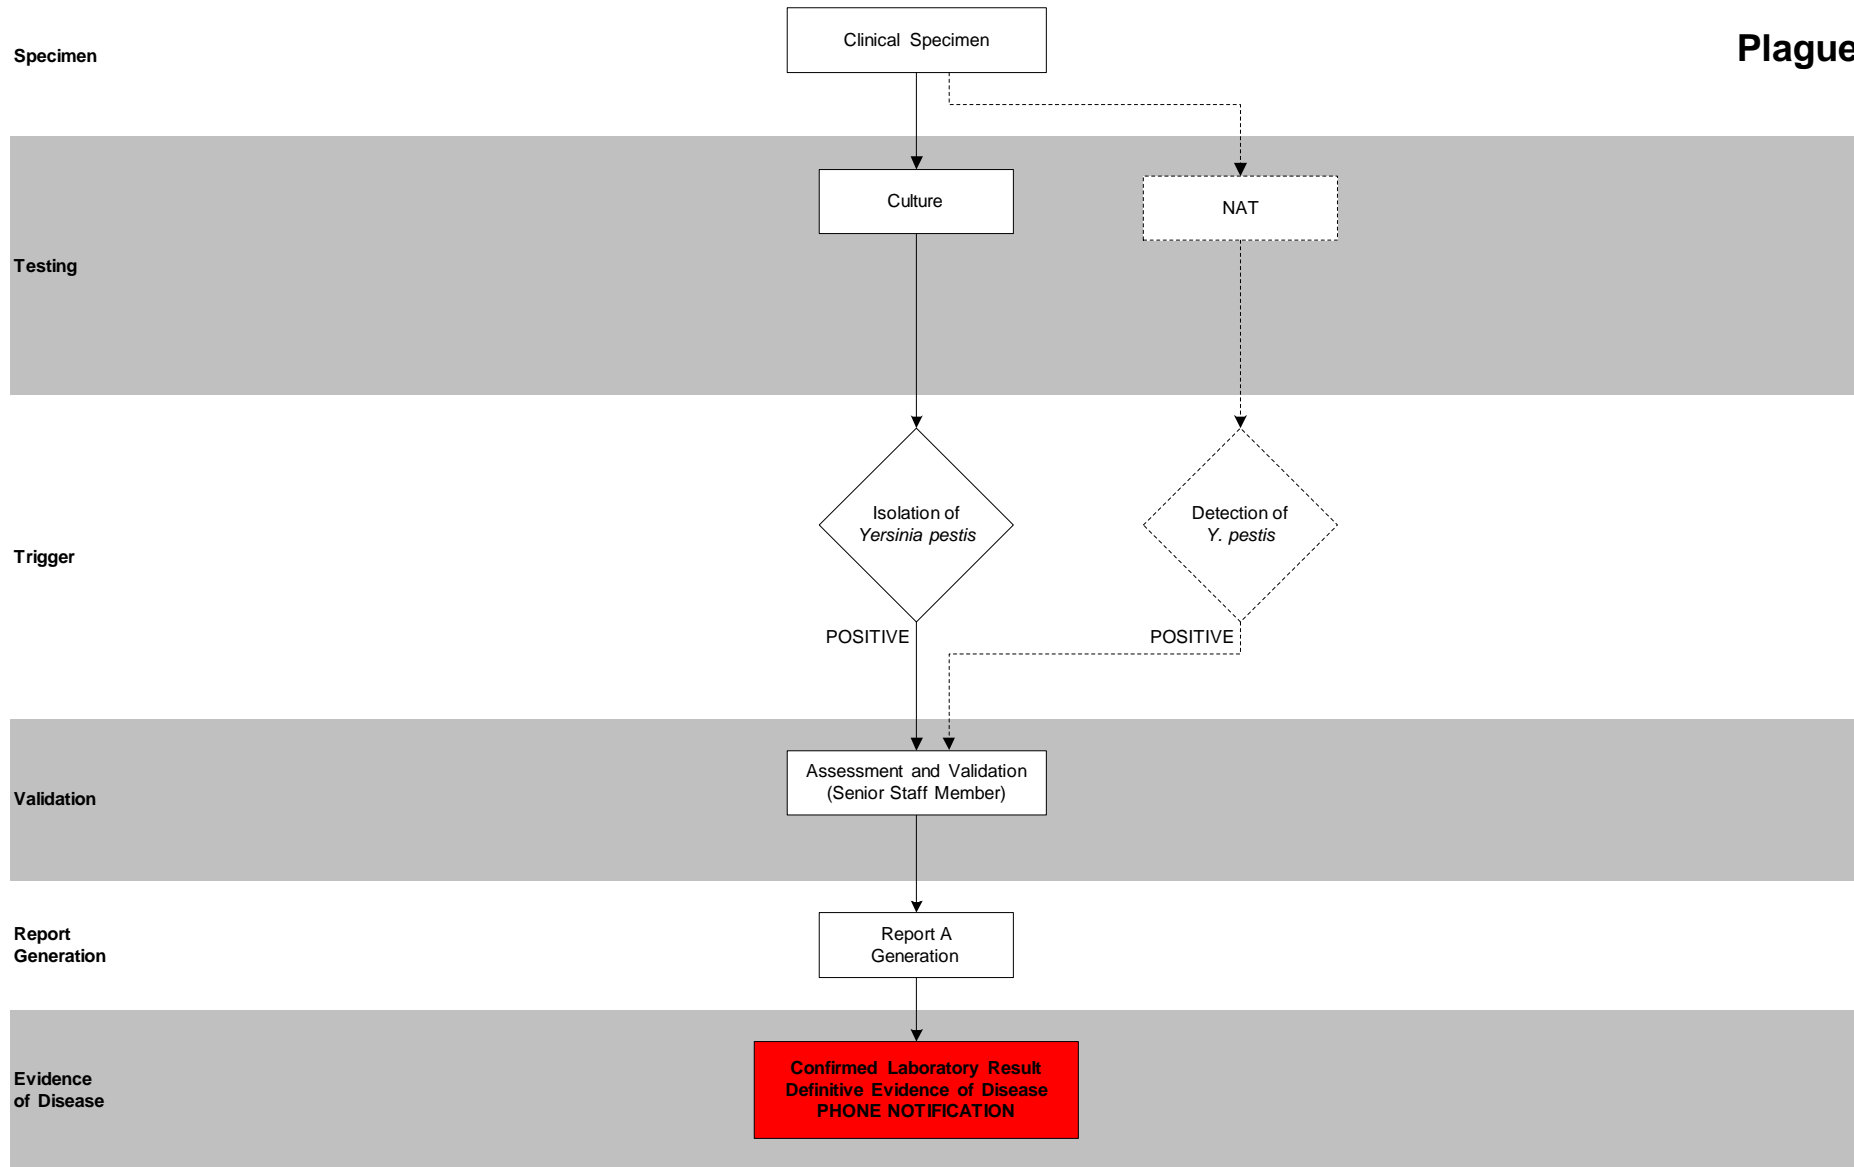 Plague
Specimen
Clinical Specimen
Testing
Culture
NAT
Trigger
Isolation of
Yersinia pestis
Detection of
Y. pestis
POSITIVE
POSITIVE
Validation
Assessment and Validation
(Senior Staff Member)
Report
Generation
Report A
Generation
Evidence
of Disease
Confirmed Laboratory Result
Definitive Evidence of Disease
PHONE NOTIFICATION